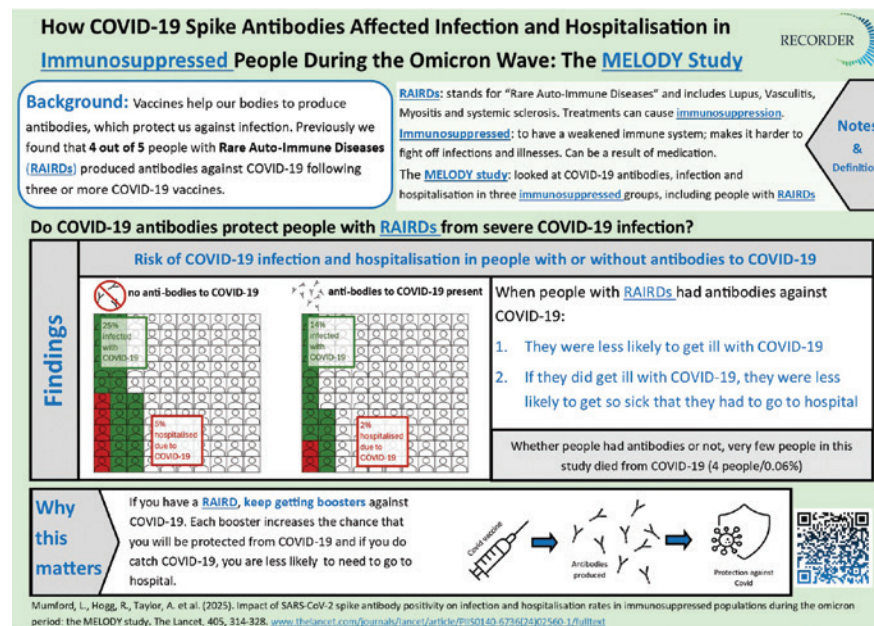 How COVID-19 Spike Antibodies Affected Infection and Hospitalisation in
Immunosuppressed People During the Omicron Wave: The MELODY Study
RECORDER
Background: Vaccines help our bodies to produce
antibodies, which protect us against infection. Previously we
found that 4 out of 5 people with Rare Auto-Immune Diseases
(RAIRDs) produced antibodies against COVID-19 following
three or more COVID-19 vaccines.
RAIRDs: stands for "Rare Auto-Immune Diseases" and includes Lupus, Vasculitis,
Myositis and systemic sclerosis. Treatments can cause immunosuppression.
Immunosuppressed: to have a weakened immune system; makes it harder to
fight off infections and illnesses. Can be a result of medication.
The MELODY study: looked at COVID-19 antibodies, infection and
hospitalisation in three immunosuppressed groups, including people with RAIRDs
Notes
&
Definition
Do COVID-19 antibodies protect people with RAIRDs from severe COVID-19 infection?
Findings
Risk of COVID-19 infection and hospitalisation in people with or without antibodies to COVID-19
no anti-bodies to COVID-19
25%
infected
with
COVID-19
5%
hospitalised
due to
COVID-19
anti-bodies to COVID present
14%
infected
with
COVID-19
2%
hospitalised
due to
COVID-19
When people with RAIRDs had antibodies against
COVID-19:
1. They were less likely to get ill with COVID-19
2. If they did get ill with COVID-19, they were less
likely to get so sick that they had to go to hospital
Whether people had antibodies or not, very few people in this
study died from COVID-19 (4 people/0.06%)
Why
this
matters
If you have a RAIRD, keep getting boosters against
COVID-19. Each booster increases the chance that
you will be protected from COVID-19 and if you do
catch COVID-19, you are less likely to need to go to
hospital.
Covid vaccine
Antibodies
produced
Protection against
Covid
Mumford, L., Hogg, R., Taylor, A. et al. (2025). Impact of SARS-CoV-2 spike antibody positivity on infection and hospitalisation rates in immunosuppressed populations during the omicron
period: the MELODY study. The Lancet, 405, 314-328. www.thelancet.com/journals/lancet/article/PIIS0140-6736(24)02560-1/fulltext